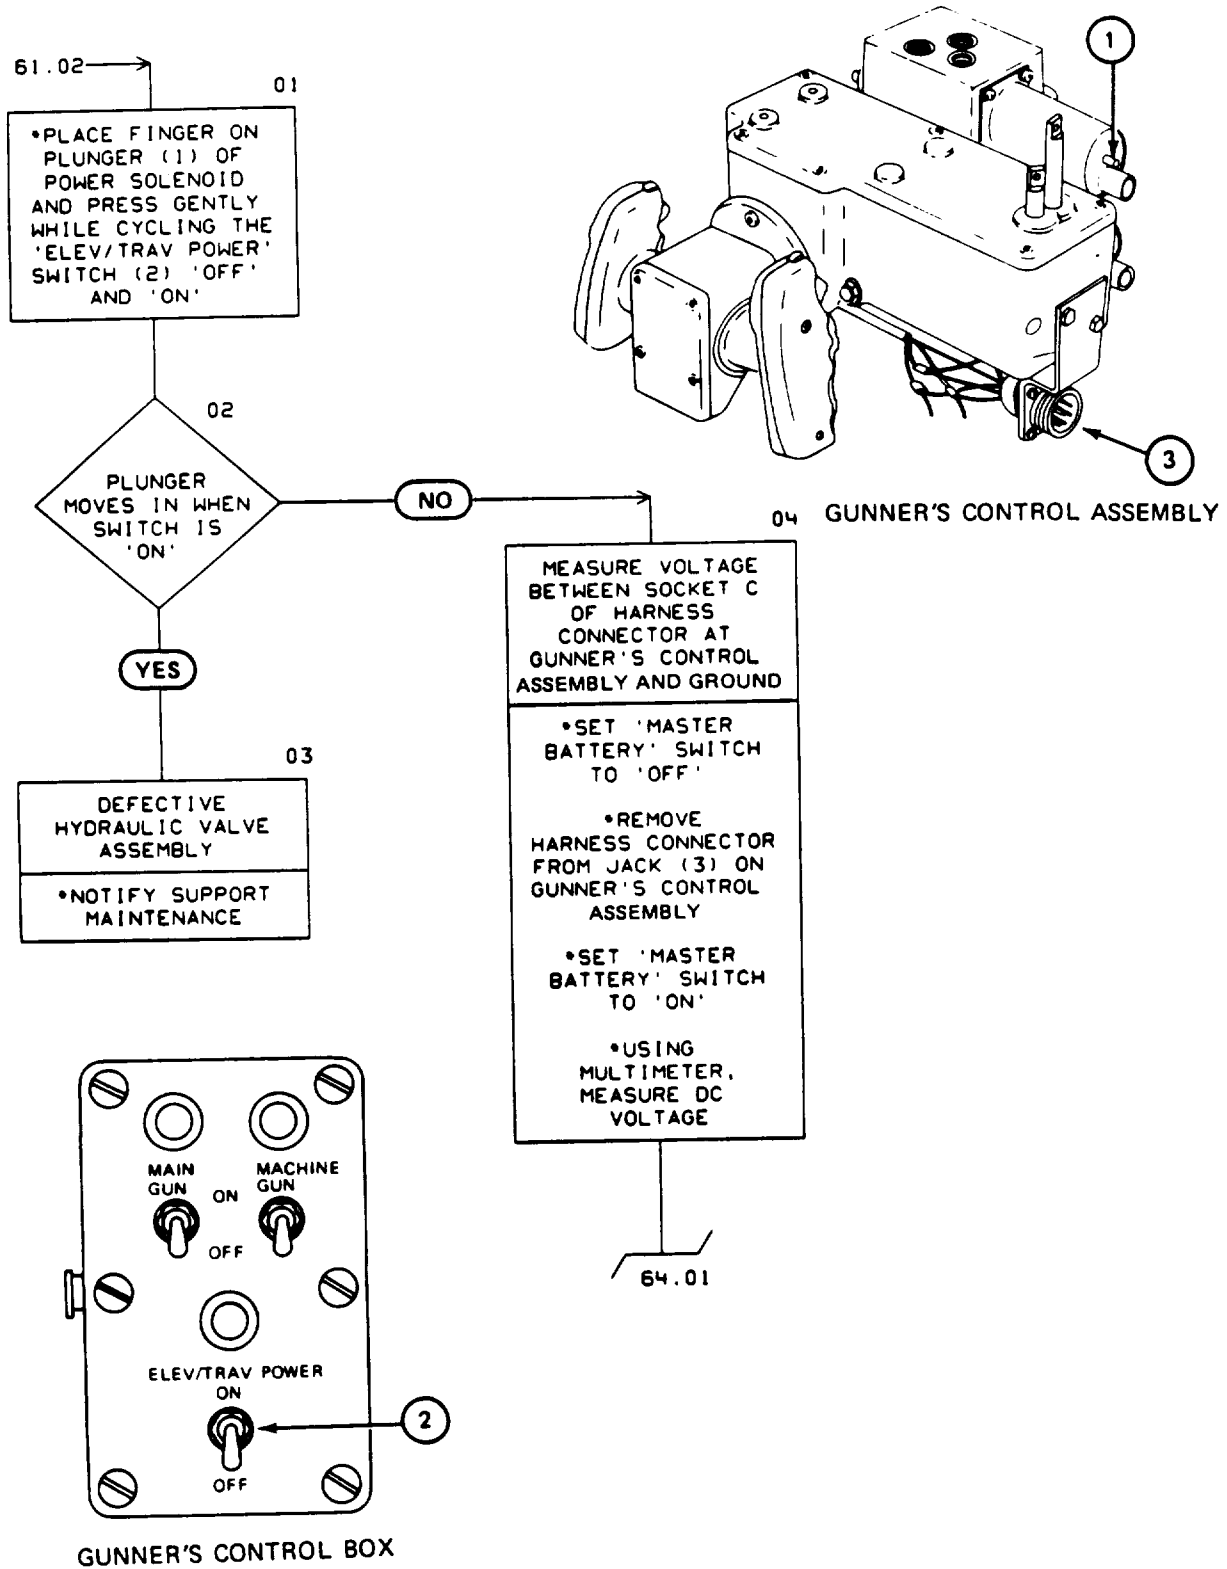 61.02
01
•PLACE FINGER ON
PLUNGER (1) OF
POWER SOLENOID
AND PRESS GENTLY
WHILE CYCLING THE
'ELEV/TRAV POWER'
SWITCH (2) 'OFF'
AND 'ON'
02
PLUNGER
MOVES IN WHEN
SWITCH IS
'ON'
NO
YES
03
DEFECTIVE
HYDRAULIC VALVE
ASSEMBLY
•NOTIFY SUPPORT
MAINTENANCE
1
3
GUNNER'S CONTROL ASSEMBLY
04
MEASURE VOLTAGE
BETWEEN SOCKET C
OF HARNESS
CONNECTOR AT
GUNNER'S CONTROL
ASSEMBLY AND GROUND
•SET 'MASTER
BATTERY' SWITCH
TO 'OFF'
•REMOVE
HARNESS CONNECTOR
FROM JACK (3) ON
GUNNER'S CONTROL
ASSEMBLY
•SET 'MASTER
BATTERY' SWITCH
TO 'ON'
•USING
MULTIMETER,
MEASURE DC
VOLTAGE
64.01
MAIN
GUN
MACHINE
GUN
ON
OFF
ELEV/TRAV POWER
ON
2
OFF
GUNNER'S CONTROL BOX